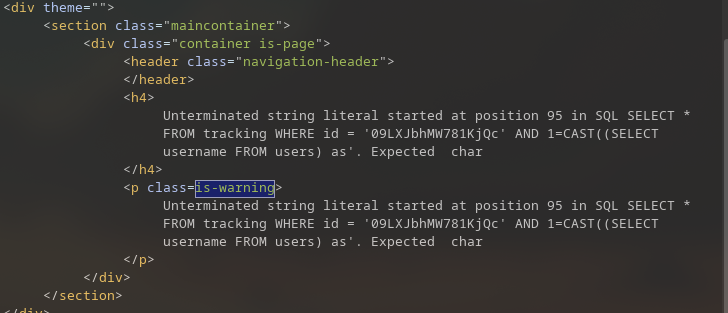 <div theme="">
<section class="maincontainer">
<div class="container is-page">
<header class="navigation-header">
</header>
<h4>
Unterminated string literal started at position 95 in SQL SELECT *
FROM tracking WHERE id = '09LXJbhMW781KjQc' AND 1=CAST((SELECT
username FROM users) as'. Expected  char
</h4>
<p class=is-warning>
Unterminated string literal started at position 95 in SQL SELECT *
FROM tracking WHERE id = '09LXJbhMW781KjQc' AND 1=CAST((SELECT
username FROM users) as'. Expected  char
</p>
</div>
</section>
</div>